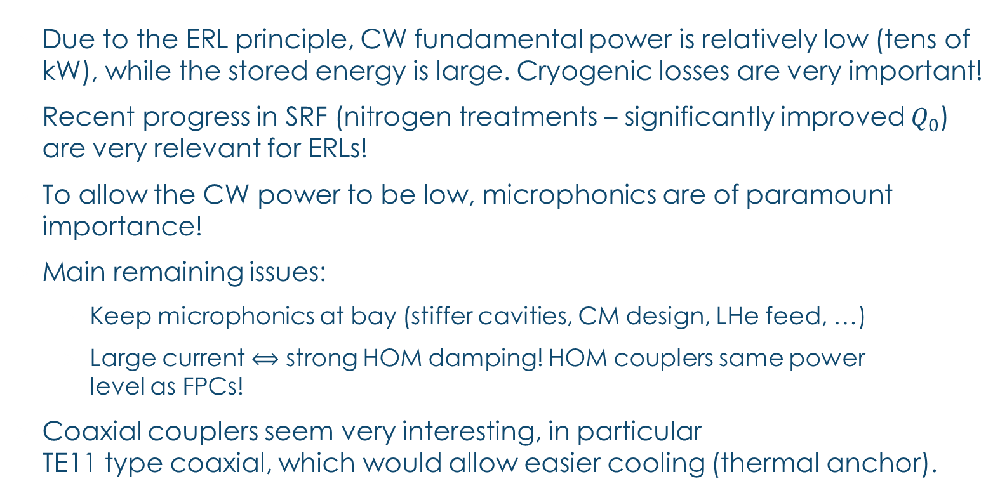 Due to the ERL principle, CW fundamental power is relatively low (tens of
kW), while the stored energy is large. Cryogenic losses are very important!
Recent progress in SRF (nitrogen treatments – significantly improved Q₀)
are very relevant for ERLs!
To allow the CW power to be low, microphonics are of paramount
importance!
Main remaining issues:
Keep microphonics at bay (stiffer cavities, CM design, LHe feed, …)
Large current ⇔ strong HOM damping! HOM couplers same power
level as FPCs!
Coaxial couplers seem very interesting, in particular
TE11 type coaxial, which would allow easier cooling (thermal anchor).